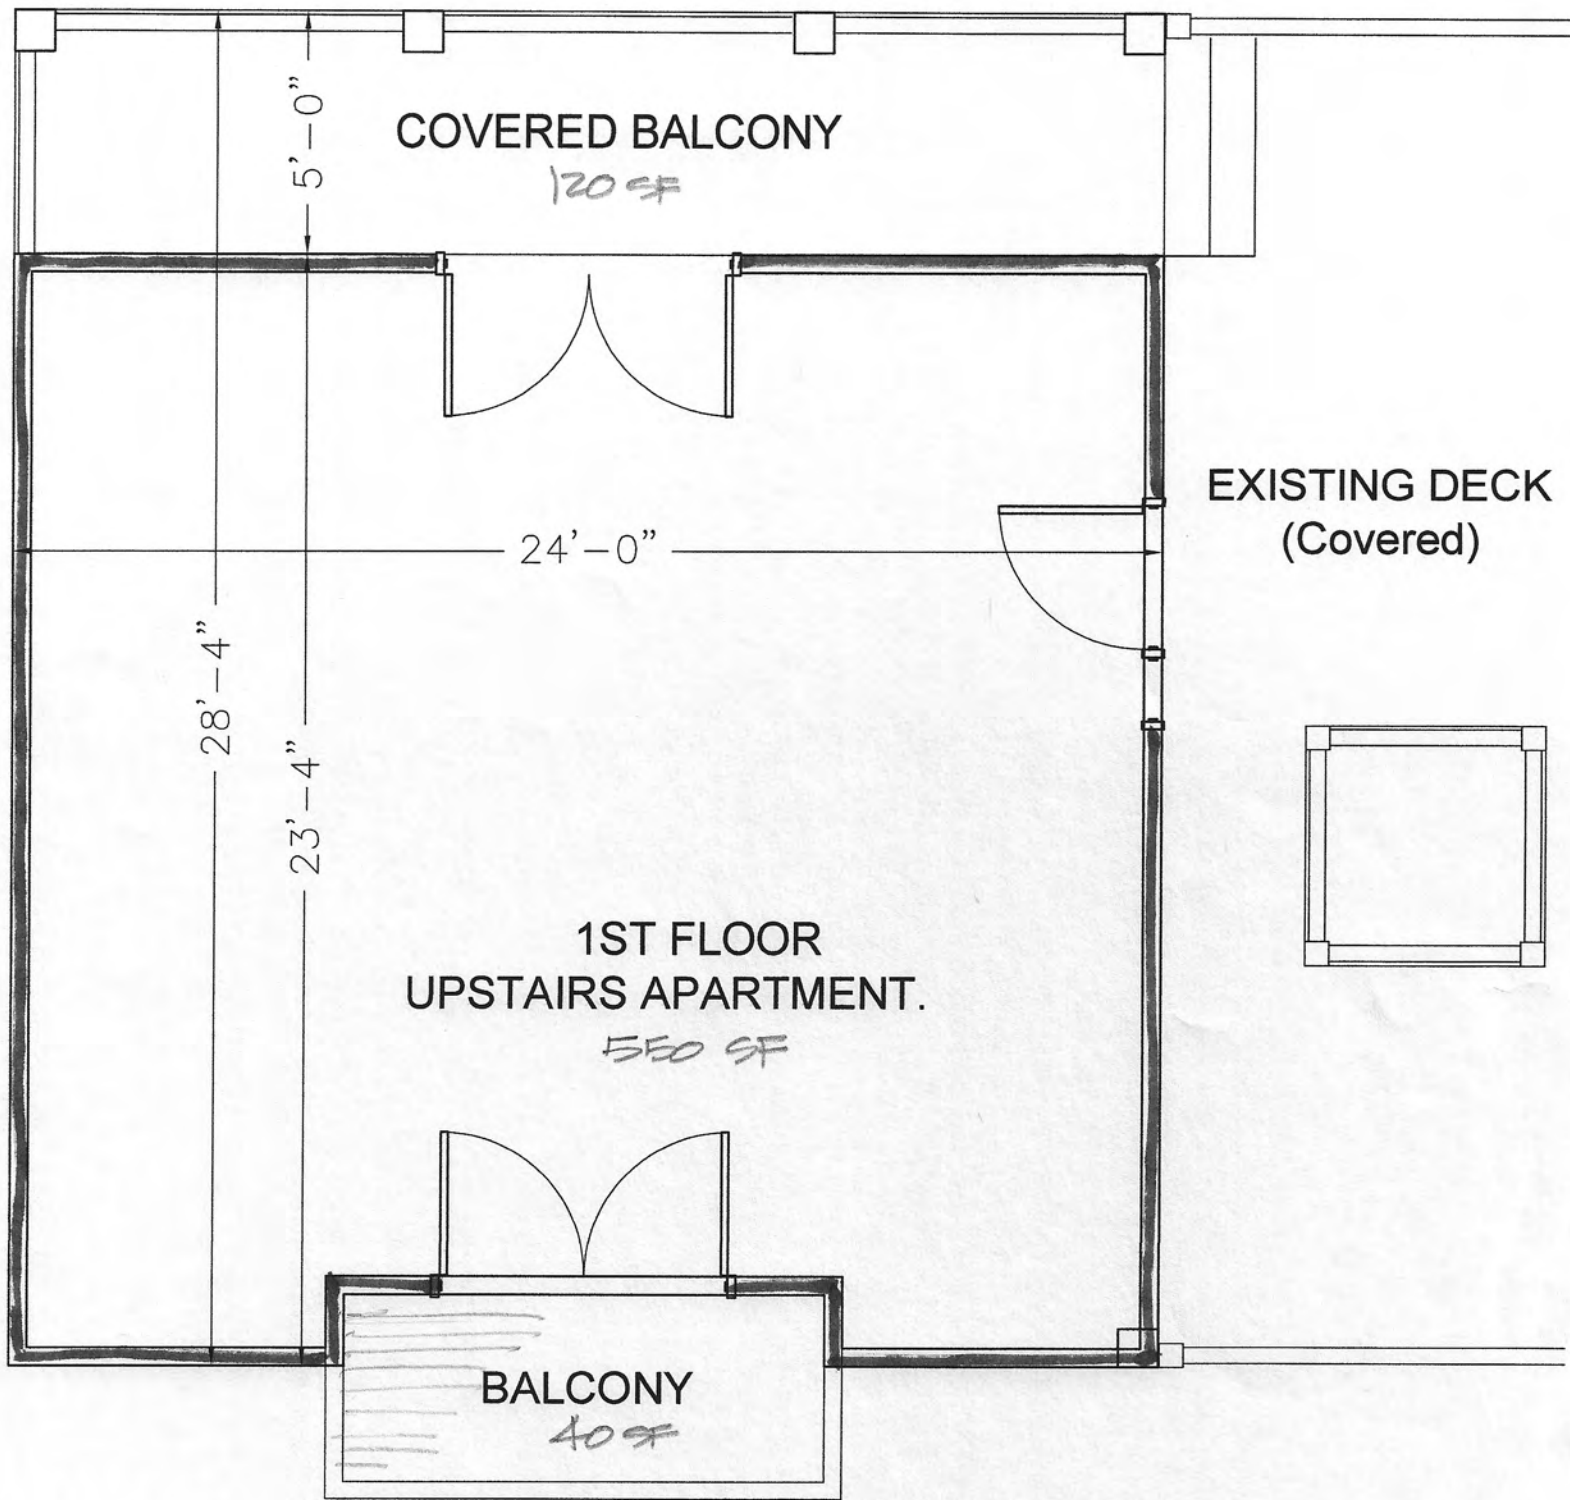 5'-0"
COVERED BALCONY
120 SF
EXISTING DECK
(Covered)
24'-0"
28'-4"
23'-4"
1ST FLOOR
UPSTAIRS APARTMENT.
550 SF
BALCONY
40 SF